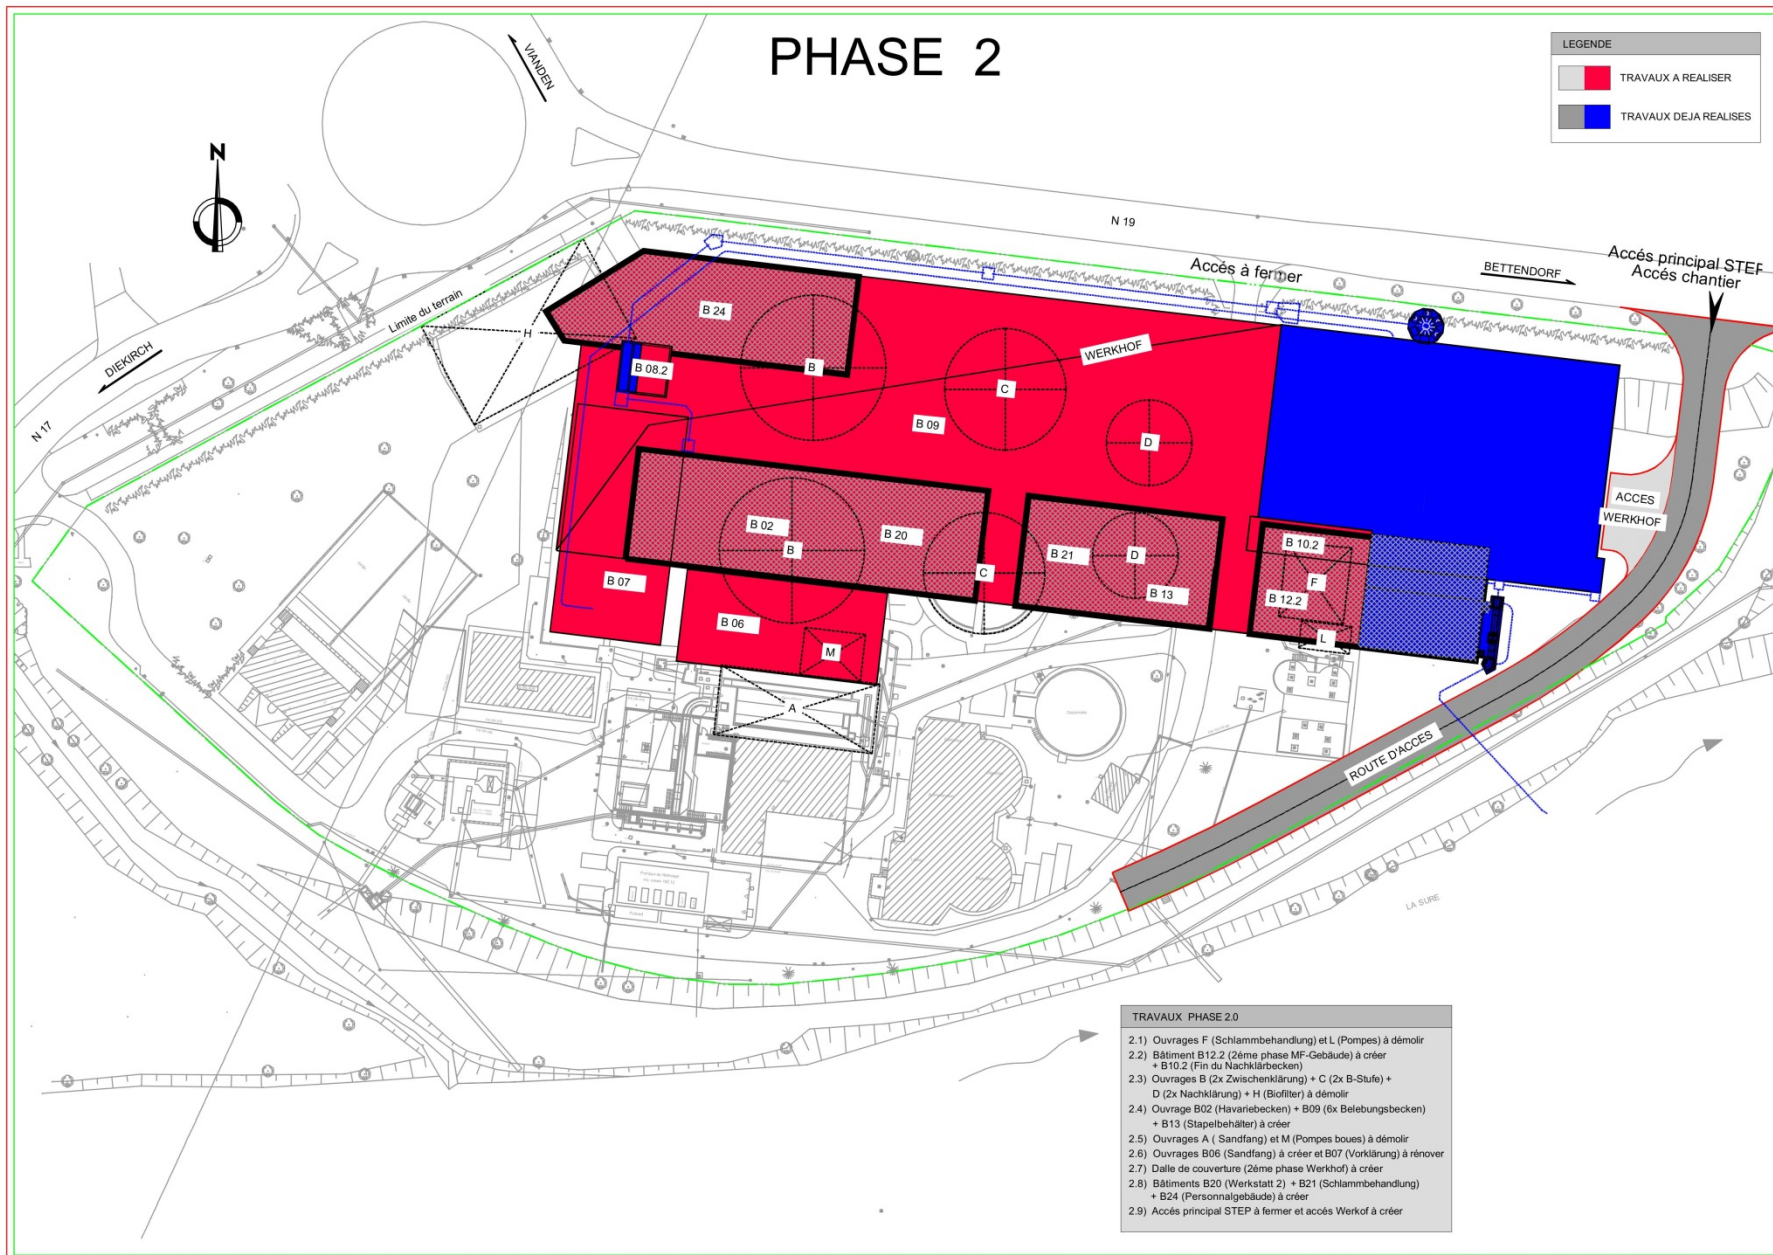 PHASE 2
LEGENDE
TRAVAUX A REALISER
TRAVAUX DEJA REALISES
VIANDEN
N
N 19
Accés à fermer
BETTENDORF
Accés principal STEP
Accés chantier
Limite du terrain
DIEKIRCH
N 17
H
B 24
B
B 08.2
C
WERKHOF
B 09
D
ACCES
WERKHOF
B 02
B
B 20
C
B 21
D
B 13
B 10.2
F
B 12.2
L
B 07
B 06
M
A
ROUTE D'ACCES
LA SURE
TRAVAUX PHASE 2.0
2.1) Ouvrages F (Schlammbehandlung) et L (Pompes) à démolir
2.2) Bâtiment B12.2 (2éme phase MF-Gebäude) à créer
+ B10.2 (Fin du Nachklärbecken)
2.3) Ouvrages B (2x Zwischenklärung) + C (2x B-Stufe) +
D (2x Nachklärung) + H (Biofilter) à démolir
2.4) Ouvrage B02 (Havariebecken) + B09 (6x Belebungsbecken)
+ B13 (Stapelbehälter) à créer
2.5) Ouvrages A ( Sandfang) et M (Pompes boues) à démolir
2.6) Ouvrages B06 (Sandfang) à créer et B07 (Vorklärung) à rénover
2.7) Dalle de couverture (2éme phase Werkhof) à créer
2.8) Bâtiments B20 (Werkstatt 2) + B21 (Schlammbehandlung)
+ B24 (Personnalgebäude) à créer
2.9) Accés principal STEP à fermer et accés Werkof à créer